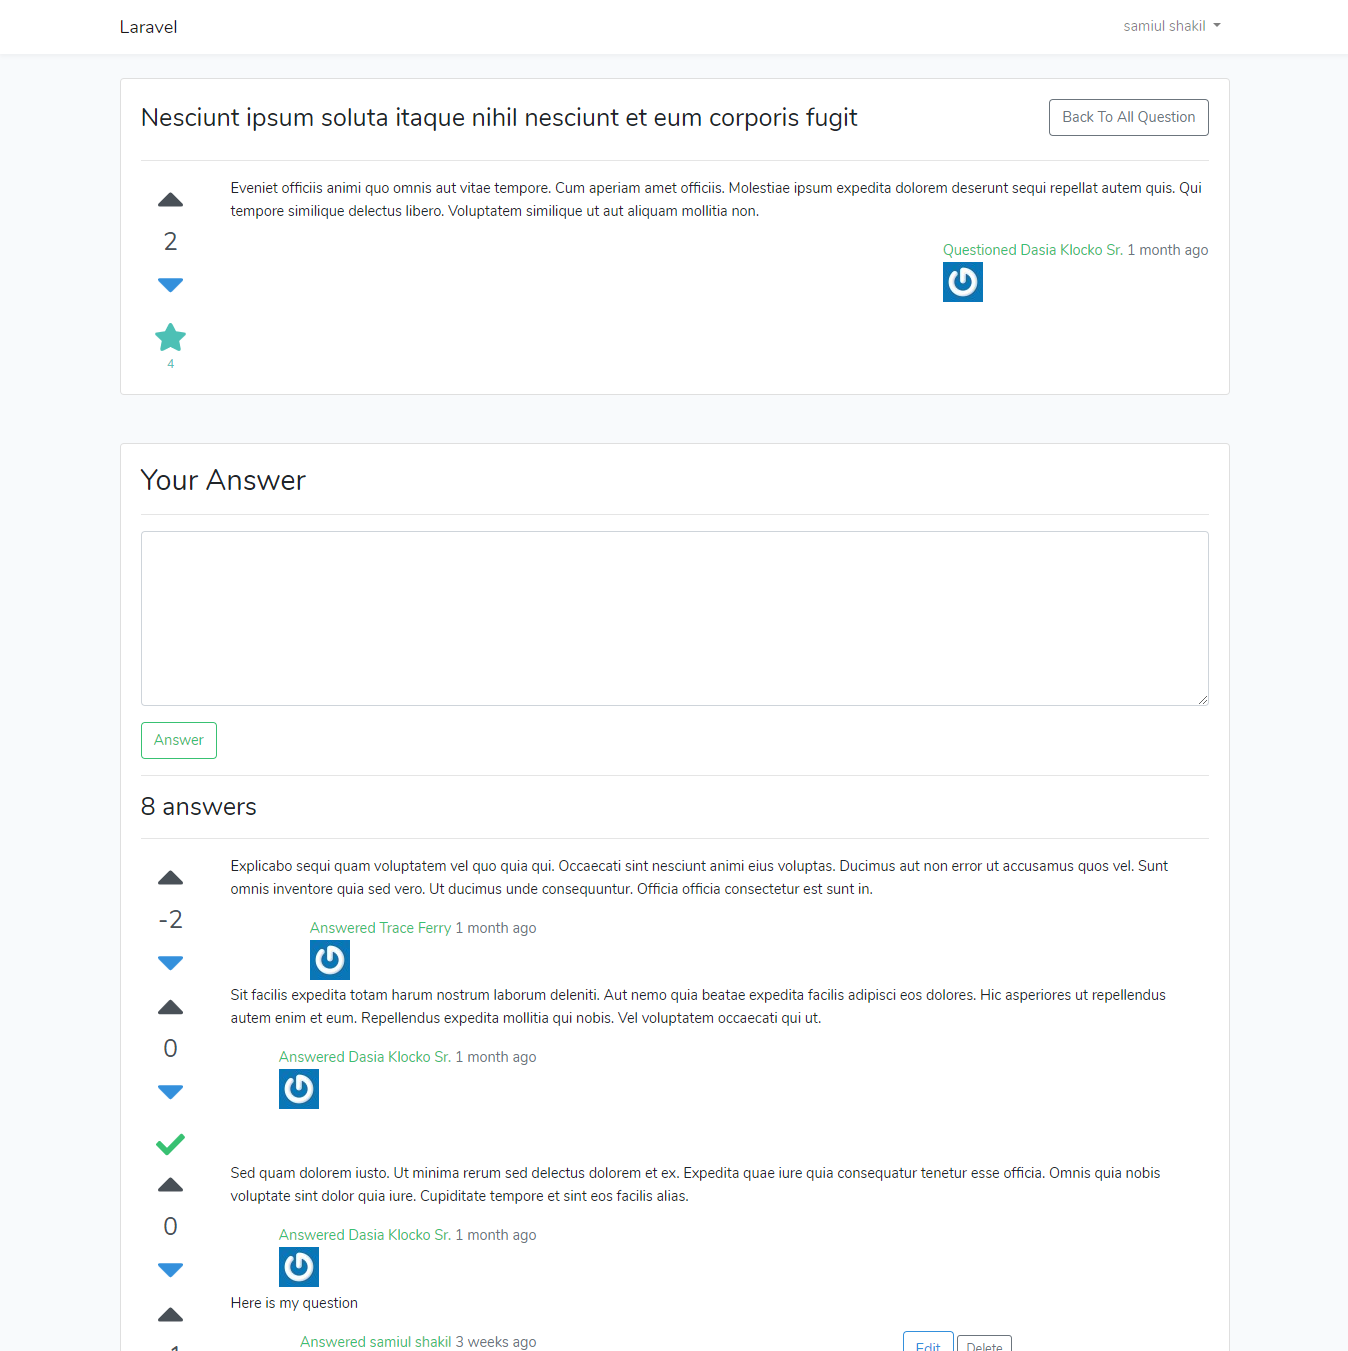 Laravel
samiul shakil
Nesciunt ipsum soluta itaque nihil nesciunt et eum corporis fugit
Back To All Question
Eveniet officiis animi quo omnis aut vitae tempore. Cum aperiam amet officiis. Molestiae ipsum expedita dolorem deserunt sequi repellat autem quis. Qui
tempore similique delectus libero. Voluptatem similique ut aut aliquam mollitia non.
2
Questioned Dasia Klocko Sr. 1 month ago
4
Your Answer
Answer
8 answers
Explicabo sequi quam voluptatem vel quo quia qui. Occaecati sint nesciunt animi eius voluptas. Ducimus aut non error ut accusamus quos vel. Sunt
omnis inventore quia sed vero. Ut ducimus unde consequuntur. Officia officia consectetur est sunt in.
-2
Answered Trace Ferry 1 month ago
Sit facilis expedita totam harum nostrum laborum deleniti. Aut nemo quia beatae expedita facilis adipisci eos dolores. Hic asperiores ut repellendus
autem enim et eum. Repellendus expedita mollitia qui nobis. Vel voluptatem occaecati qui ut.
0
Answered Dasia Klocko Sr. 1 month ago
Sed quam dolorem iusto. Ut minima rerum sed delectus dolorem et ex. Expedita quae iure quia consequatur tenetur esse officia. Omnis quia nobis
voluptate sint dolor quia iure. Cupiditate tempore et sint eos facilis alias.
0
Answered Dasia Klocko Sr. 1 month ago
Here is my question
Answered samiul shakil 3 weeks ago
Edit
Delete